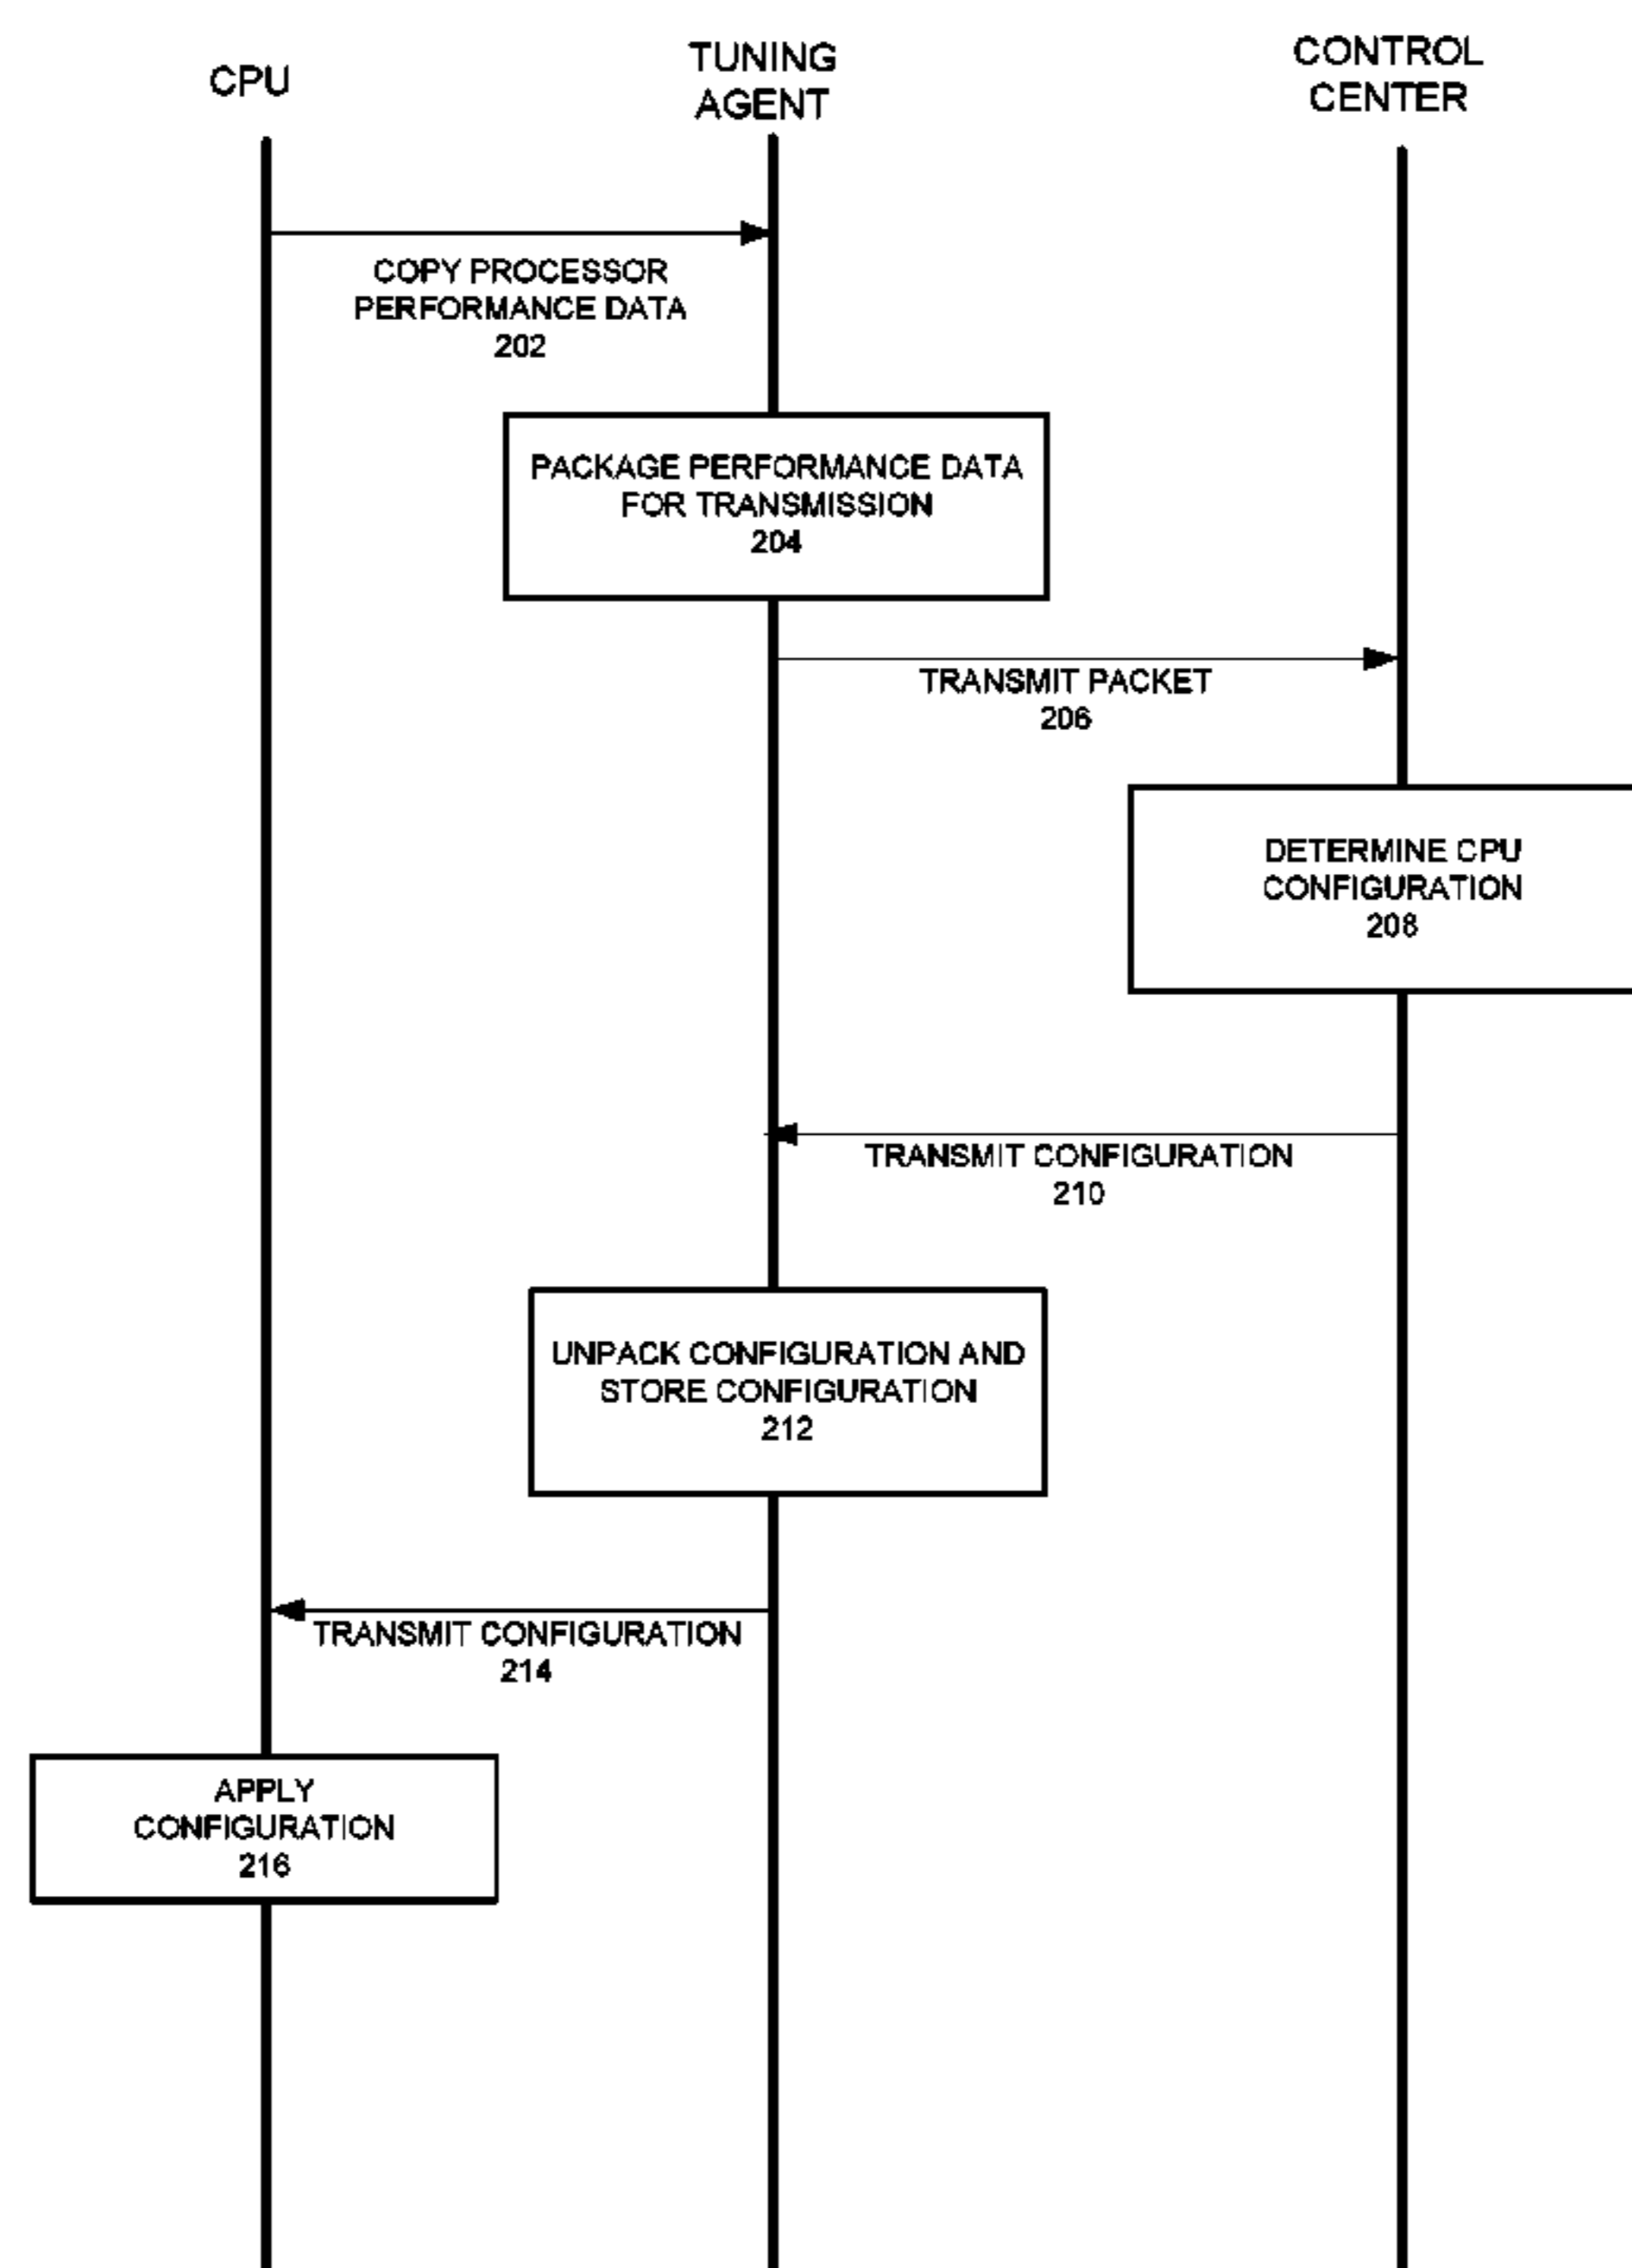 CPU
TUNING
AGENT
CONTROL
CENTER
COPY PROCESSOR
PERFORMANCE DATA
202
PACKAGE PERFORMANCE DATA
FOR TRANSMISSION
204
TRANSMIT PACKET
206
DETERMINE CPU
CONFIGURATION
208
TRANSMIT CONFIGURATION
210
UNPACK CONFIGURATION AND
STORE CONFIGURATION
212
TRANSMIT CONFIGURATION
214
APPLY
CONFIGURATION
216